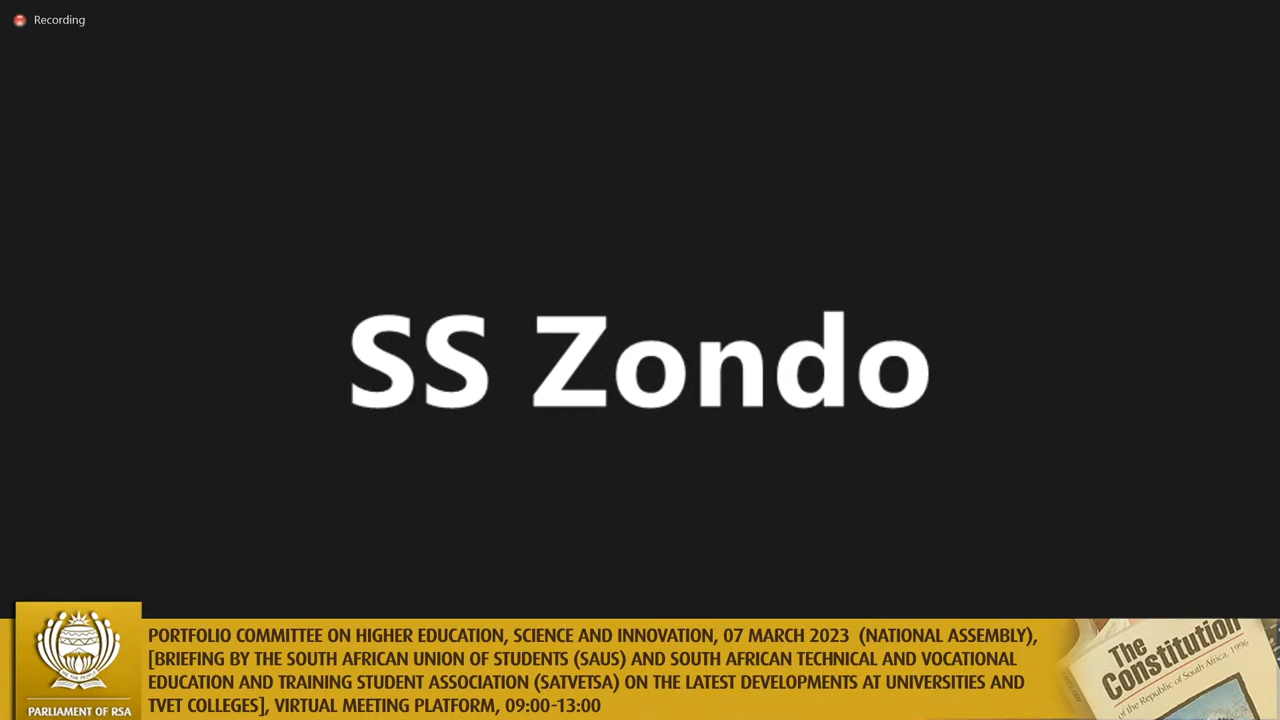 Recording
SS Zondo
PORTFOLIO COMMITTEE ON HIGHER EDUCATION, SCIENCE AND INNOVATION, 07 MARCH 2023 (NATIONAL ASSEMBLY),
[BRIEFING BY THE SOUTH AFRICAN UNION OF STUDENTS (SAUS) AND SOUTH AFRICAN TECHNICAL AND VOCATIONAL
EDUCATION AND TRAINING STUDENT ASSOCIATION (SATVETSA) ON THE LATEST DEVELOPMENTS AT UNIVERSITIES AND
TVET COLLEGES], VIRTUAL MEETING PLATFORM, 09:00-13:00
PARLIAMENT OF RSA
The
Constitution
of the Republic of South Africa, 1996